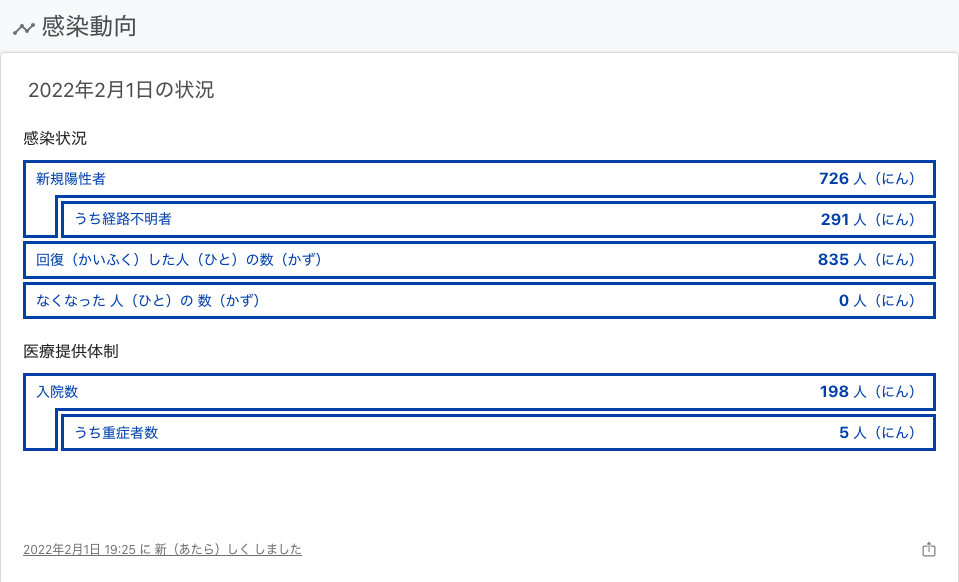 感染動向
2022年2月1日の状況
感染状況
新規陽性者 726 人（にん）
うち経路不明者 291 人（にん）
回復（かいふく）した人（ひと）の数（かず） 835 人（にん）
なくなった 人（ひと）の 数（かず） 0 人（にん）
医療提供体制
入院数 198 人（にん）
うち重症者数 5 人（にん）
2022年2月1日 19:25 に 新（あたら）しく しました